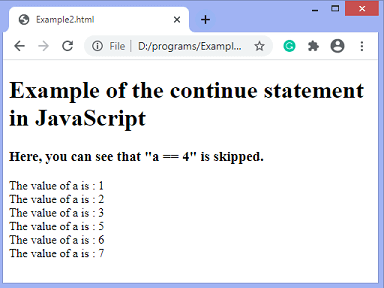 Example2.html
File | D:/programs/Exampl...
Example of the continue statement
in JavaScript
Here, you can see that "a == 4" is skipped.
The value of a is : 1
The value of a is : 2
The value of a is : 3
The value of a is : 5
The value of a is : 6
The value of a is : 7